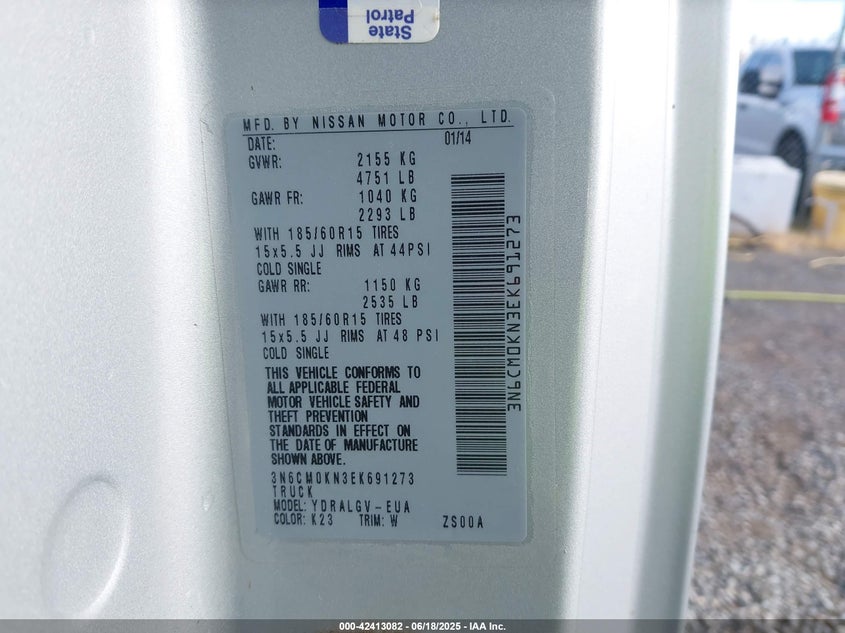 State
Patrol
MFD. BY NISSAN MOTOR CO., LTD.
DATE: 01/14
GVWR: 2155 KG
4751 LB
GAWR FR: 1040 KG
2293 LB
WITH 185/60R15 TIRES
15x5.5 JJ RIMS AT 44PSI
COLD SINGLE
GAWR RR: 1150 KG
2535 LB
WITH 185/60R15 TIRES
15x5.5 JJ RIMS AT 48 PSI
COLD SINGLE
THIS VEHICLE CONFORMS TO
ALL APPLICABLE FEDERAL
MOTOR VEHICLE SAFETY AND
THEFT PREVENTION
STANDARDS IN EFFECT ON
THE DATE OF MANUFACTURE
SHOWN ABOVE.
3N6CM0KN3EK691273
TRUCK
MODEL: YDRALGV-EUA
COLOR: K23 TRIM: W ZS00A
3N6CM0KN3EK691273
000-42413082 - 06/18/2025 - IAA Inc.